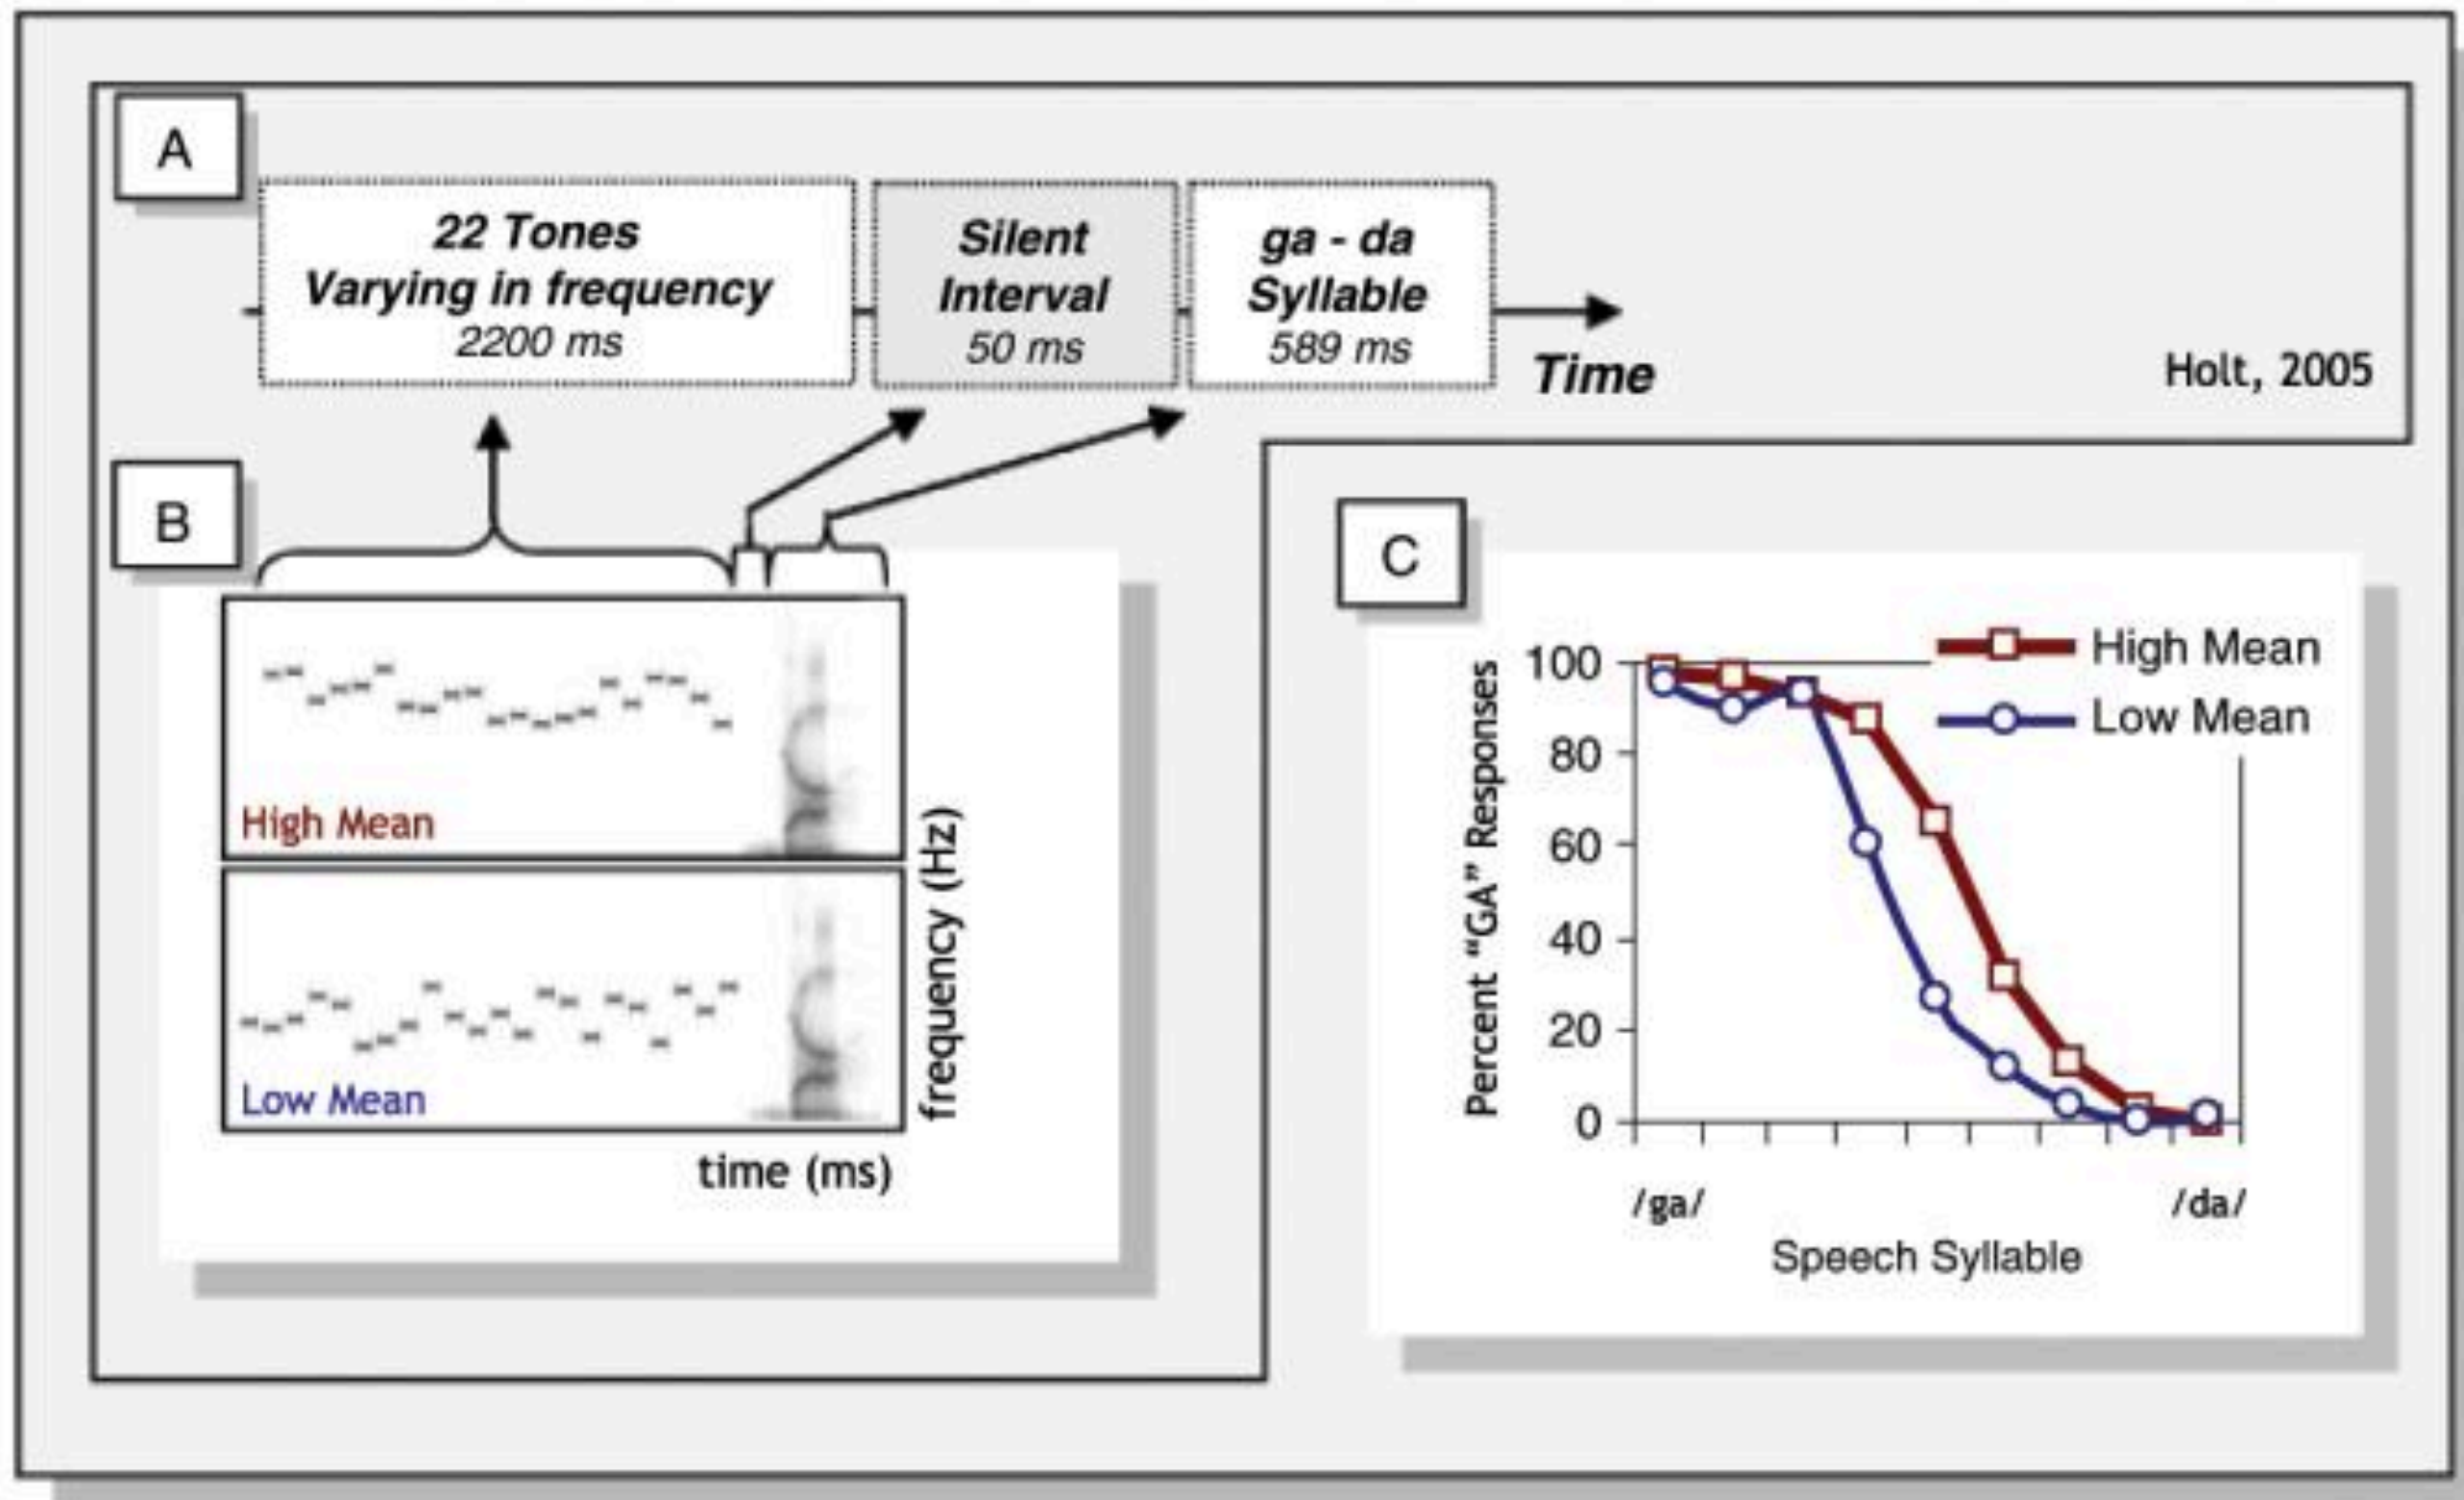 A
22 Tones
Varying in frequency
2200 ms
Silent
Interval
50 ms
ga - da
Syllable
589 ms
Time
Holt, 2005
B
High Mean
Low Mean
frequency (Hz)
time (ms)
C
High Mean
Low Mean
Percent “GA” Responses
100
80
60
40
20
0
/ga/
/da/
Speech Syllable